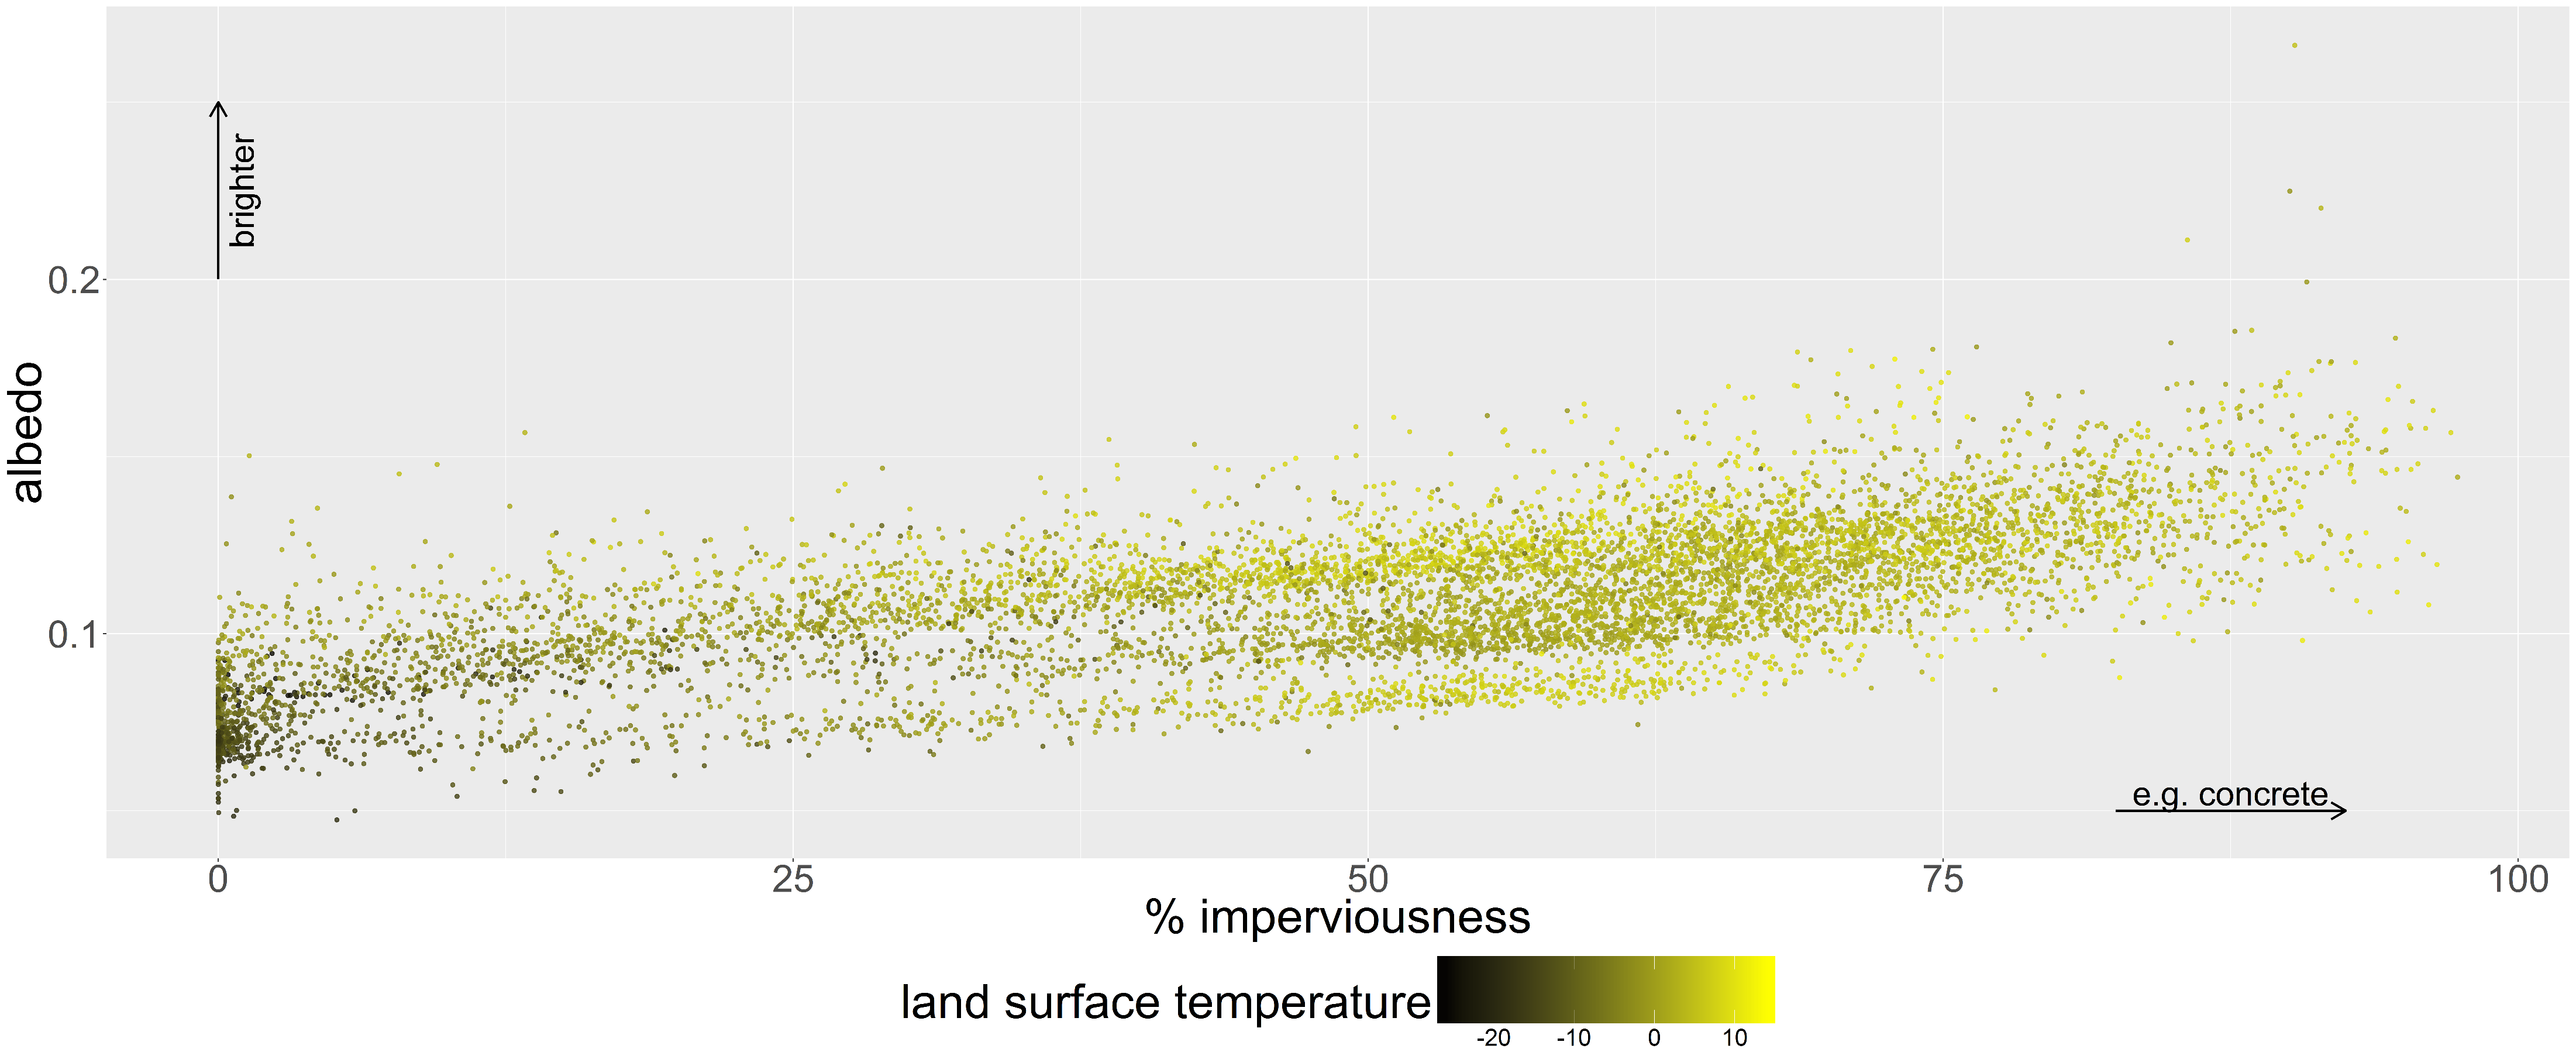 brighter
0.2
albedo
0.1
e.g. concrete
0 25 50 75 100
% imperviousness
land surface temperature
-20 -10 0 10